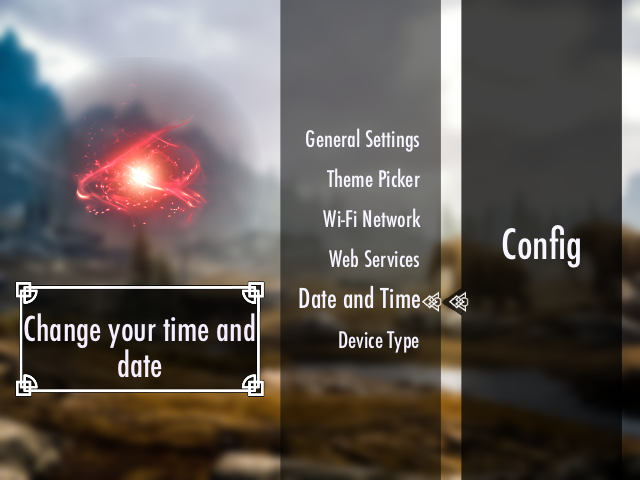 General Settings
Theme Picker
Wi-Fi Network
Web Services
Date and Time
Device Type
Config
Change your time and
date